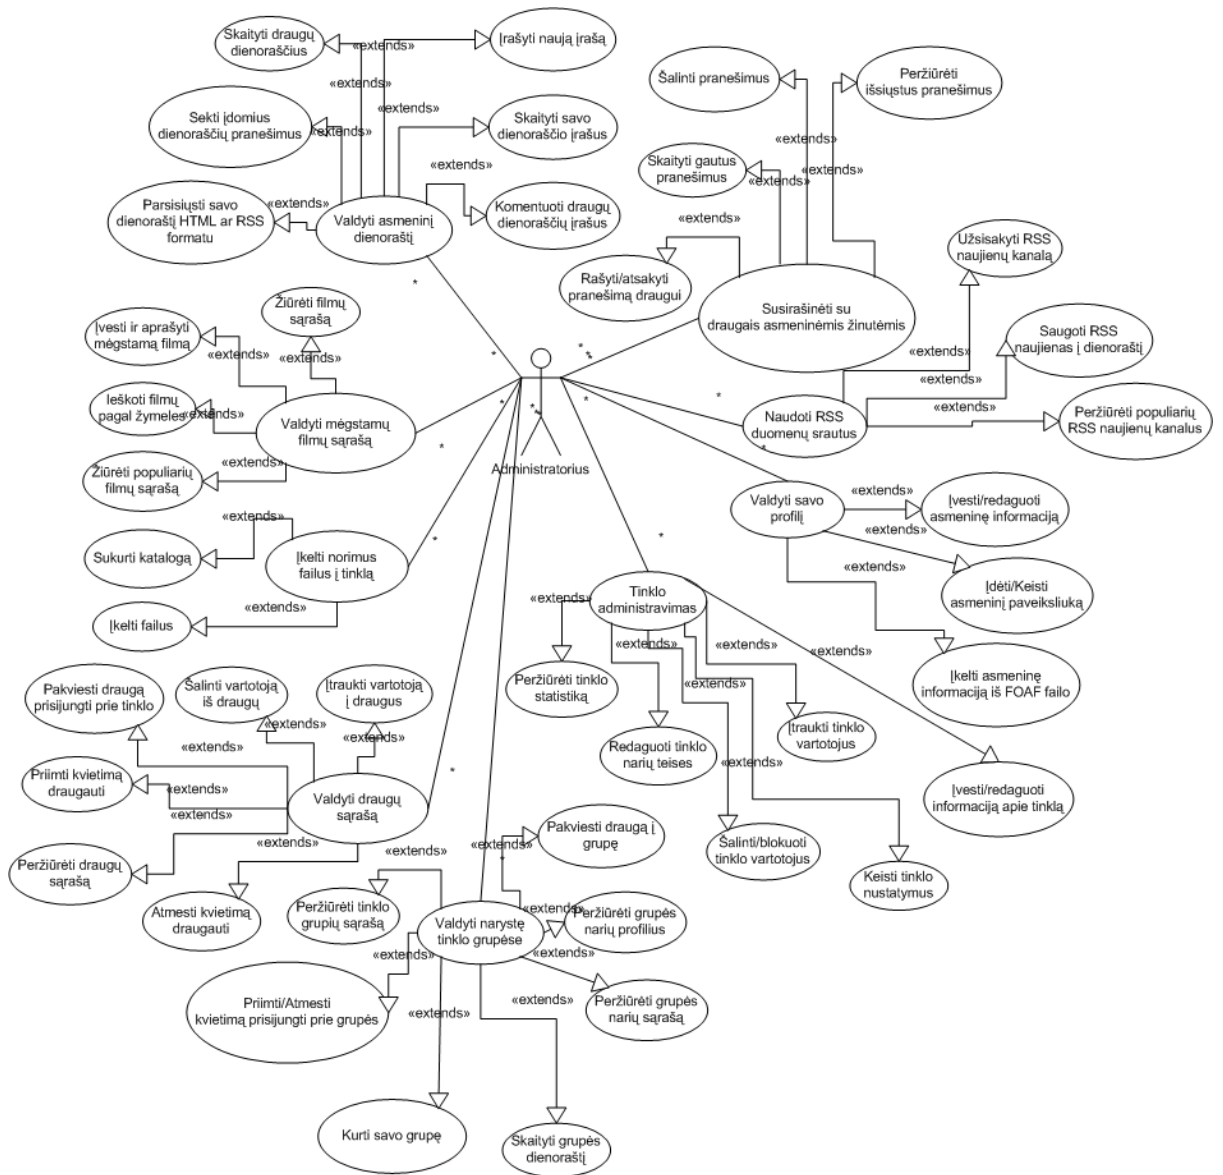 Skaityti draugų
dienoraščius
«extends»
Įrašyti naują įrašą
«extends»
«extends»
Sekti įdomius
dienoraščių pranešimus
«extends»
Skaityti savo
dienoraščio įrašus
«extends»
Parsisiųsti savo
dienoraštį HTML ar RSS
formatu
«extends»
Valdyti asmeninį
dienoraštį
Komentuoti draugų
dienoraščių įrašus
*
Šalinti pranešimus
Peržiūrėti
išsiųstus pranešimus
«extends»
Skaityti gautus
pranešimus
«extends»
«extends»
«extends»
Rašyti/atsakyti
pranešimą draugui
Susirašinėti su
draugais asmeninėmis žinutėmis
Užsisakyti RSS
naujienų kanalą
Saugoti RSS
naujienas į dienoraštį
«extends»
«extends»
«extends»
Naudoti RSS
duomenų srautus
Peržiūrėti populiarių
RSS naujienų kanalus
Žiūrėti filmų
sąrašą
Įvesti ir aprašyti
mėgstamą filmą
«extends»
«extends»
Ieškoti filmų
pagal žymeles
«extends»
Valdyti mėgstamų
filmų sąrašą
Žiūrėti populiarių
filmų sąrašą
«extends»
*
*
*
*
*
*
*
*
Administratorius
Valdyti savo
profilį
«extends»
Įvesti/redaguoti
asmeninę informaciją
«extends»
«extends»
Įdėti/Keisti
asmeninį paveiksliuką
Įkelti asmeninę
informaciją iš FOAF failo
«extends»
Sukurti katalogą
Įkelti norimus
failus į tinklą
*
«extends»
Įkelti failus
*
Tinklo
administravimas
«extends»
«extends»
«extends»
«extends»
«extends»
«extends»
Peržiūrėti tinklo
statistiką
Redaguoti tinklo
narių teises
Įtraukti tinklo
vartotojus
Šalinti/blokuoti
tinklo vartotojus
Keisti tinklo
nustatymus
Įvesti/redaguoti
informaciją apie tinklą
Pakviesti draugą
prisijungti prie tinklo
Šalinti vartotoją
iš draugų
Įtraukti vartotoją
į draugus
«extends»
«extends»
«extends»
Priimti kvietimą
draugauti
«extends»
«extends»
Valdyti draugų
sąrašą
*
Peržiūrėti draugų
sąrašą
«extends»
Atmesti kvietimą
draugauti
«extends»
Peržiūrėti tinklo
grupių sąrašą
Pakviesti draugą į
grupę
«extends»
*
Valdyti narystę
tinklo grupėse
«extends»
Peržiūrėti grupės
narių profilius
«extends»
«extends»
Peržiūrėti grupės
narių sąrašą
Priimti/Atmesti
kvietimą prisijungti prie grupės
«extends»
«extends»
Kurti savo grupę
Skaityti grupės
dienoraštį